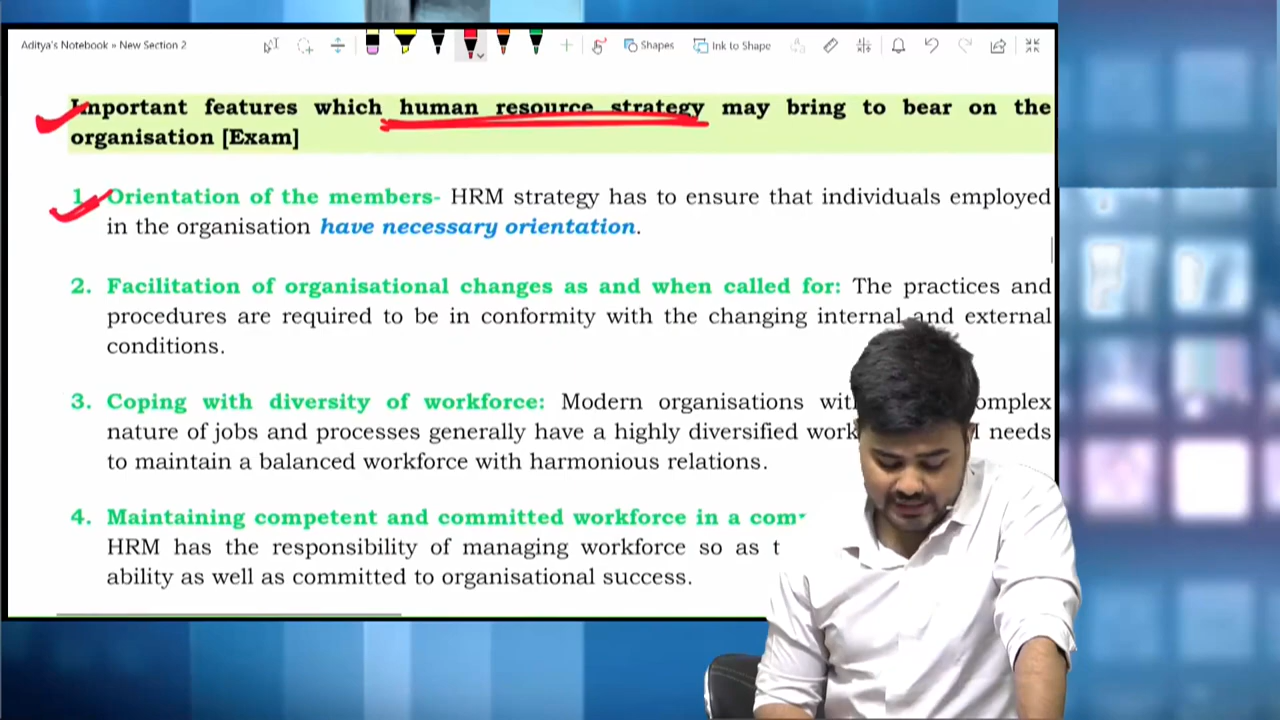 Aditya's Notebook » New Section 2
Shapes
Ink to Shape
Important features which human resource strategy may bring to bear on the
organisation [Exam]
1. Orientation of the members- HRM strategy has to ensure that individuals employed
in the organisation have necessary orientation.
2. Facilitation of organisational changes as and when called for: The practices and
procedures are required to be in conformity with the changing internal and external
conditions.
3. Coping with diversity of workforce: Modern organisations
nature of jobs and processes generally have a highly diversified needs
to maintain a balanced workforce with harmonious relations.
4. Maintaining competent and committed workforce in a
HRM has the responsibility of managing workforce so as
ability as well as committed to organisational success.